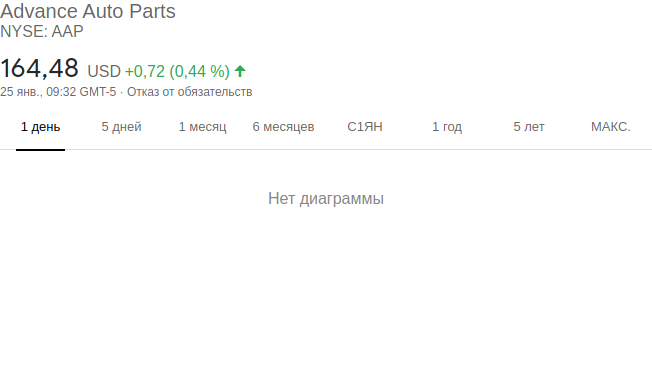 Advance Auto Parts
NYSE: AAP
164,48 USD +0,72 (0,44 %)
25 янв., 09:32 GMT-5 · Отказ от обязательств
1 день 5 дней 1 месяц 6 месяцев С1ЯН 1 год 5 лет МАКС.
Нет диаграммы